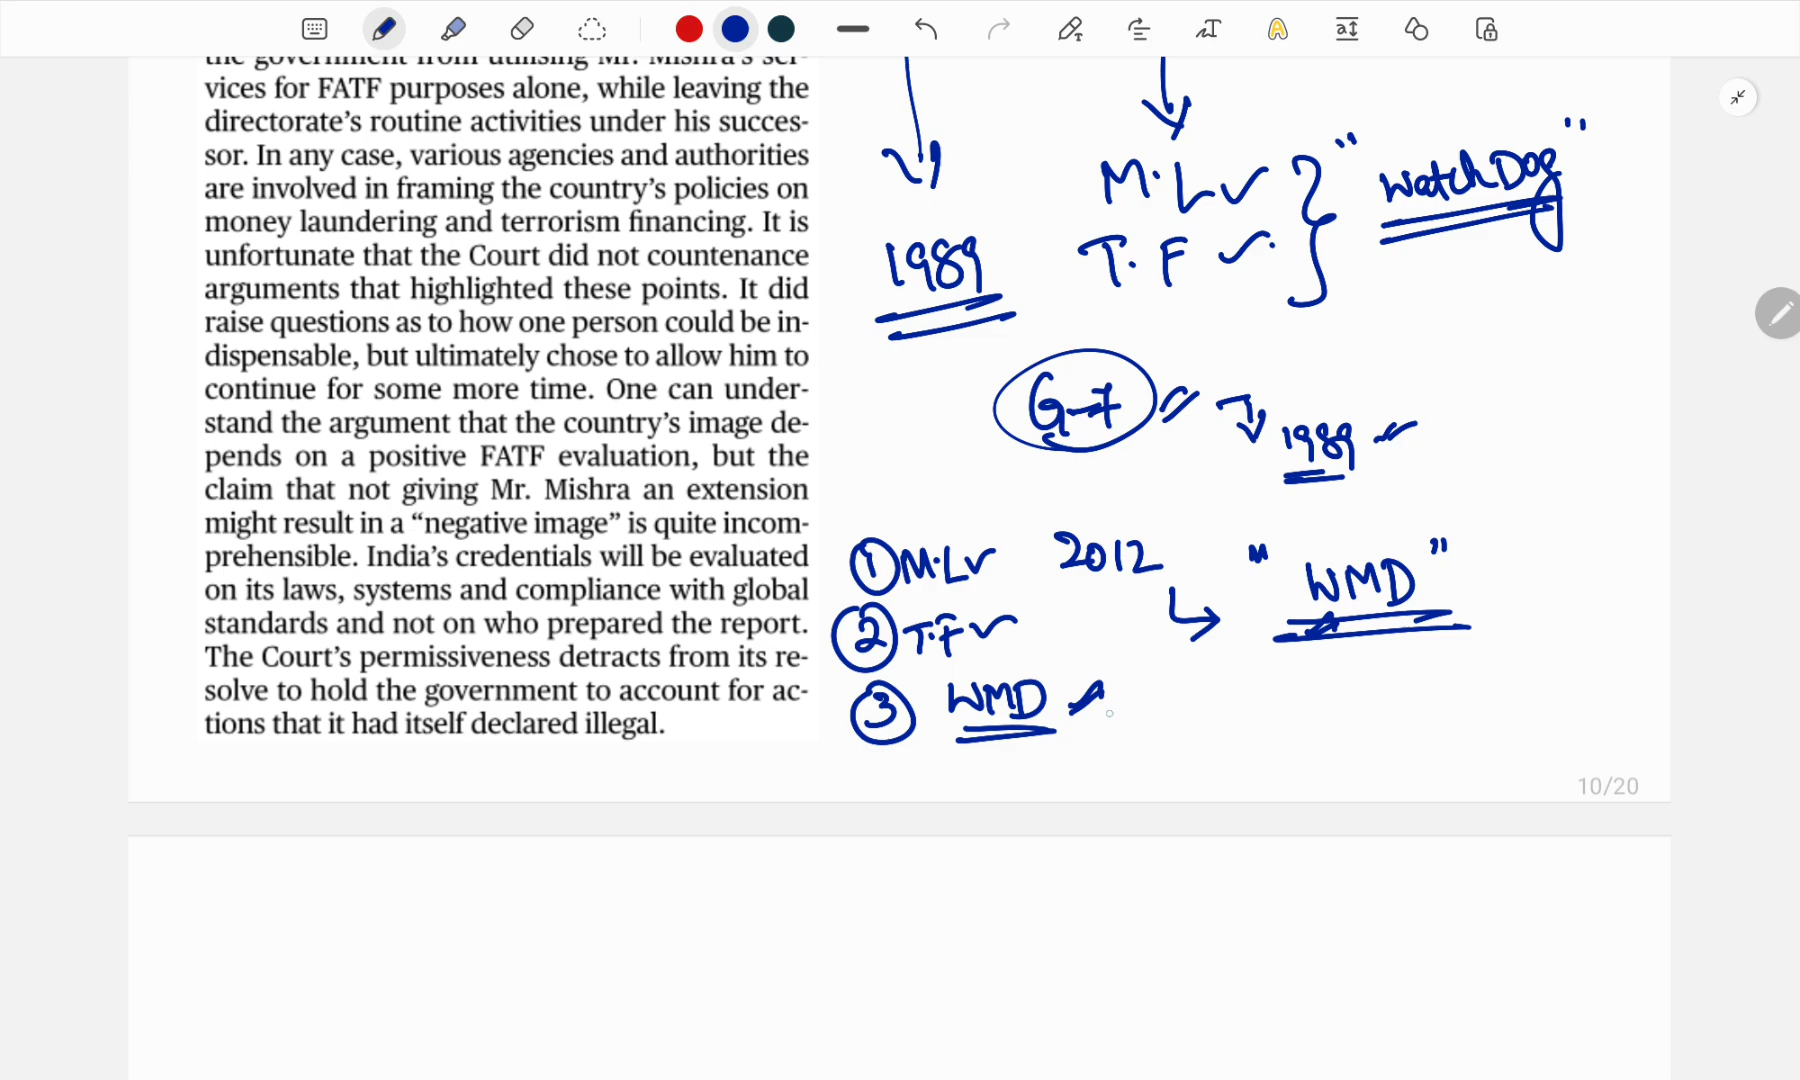 the government from utilising Mr. Mishra's ser-
vices for FATF purposes alone, while leaving the
directorate's routine activities under his succes-
sor. In any case, various agencies and authorities
are involved in framing the country's policies on
money laundering and terrorism financing. It is
unfortunate that the Court did not countenance
arguments that highlighted these points. It did
raise questions as to how one person could be in-
dispensable, but ultimately chose to allow him to
continue for some more time. One can under-
stand the argument that the country's image de-
pends on a positive FATF evaluation, but the
claim that not giving Mr. Mishra an extension
might result in a “negative image” is quite incom-
prehensible. India's credentials will be evaluated
on its laws, systems and compliance with global
standards and not on who prepared the report.
The Court's permissiveness detracts from its re-
solve to hold the government to account for ac-
tions that it had itself declared illegal.
M.L ✓ } "WatchDog"
1989 T.F ✓
G-7 1989
① M.L ✓ 2012 "WMD"
② T.F ✓
③ WMD
10/20